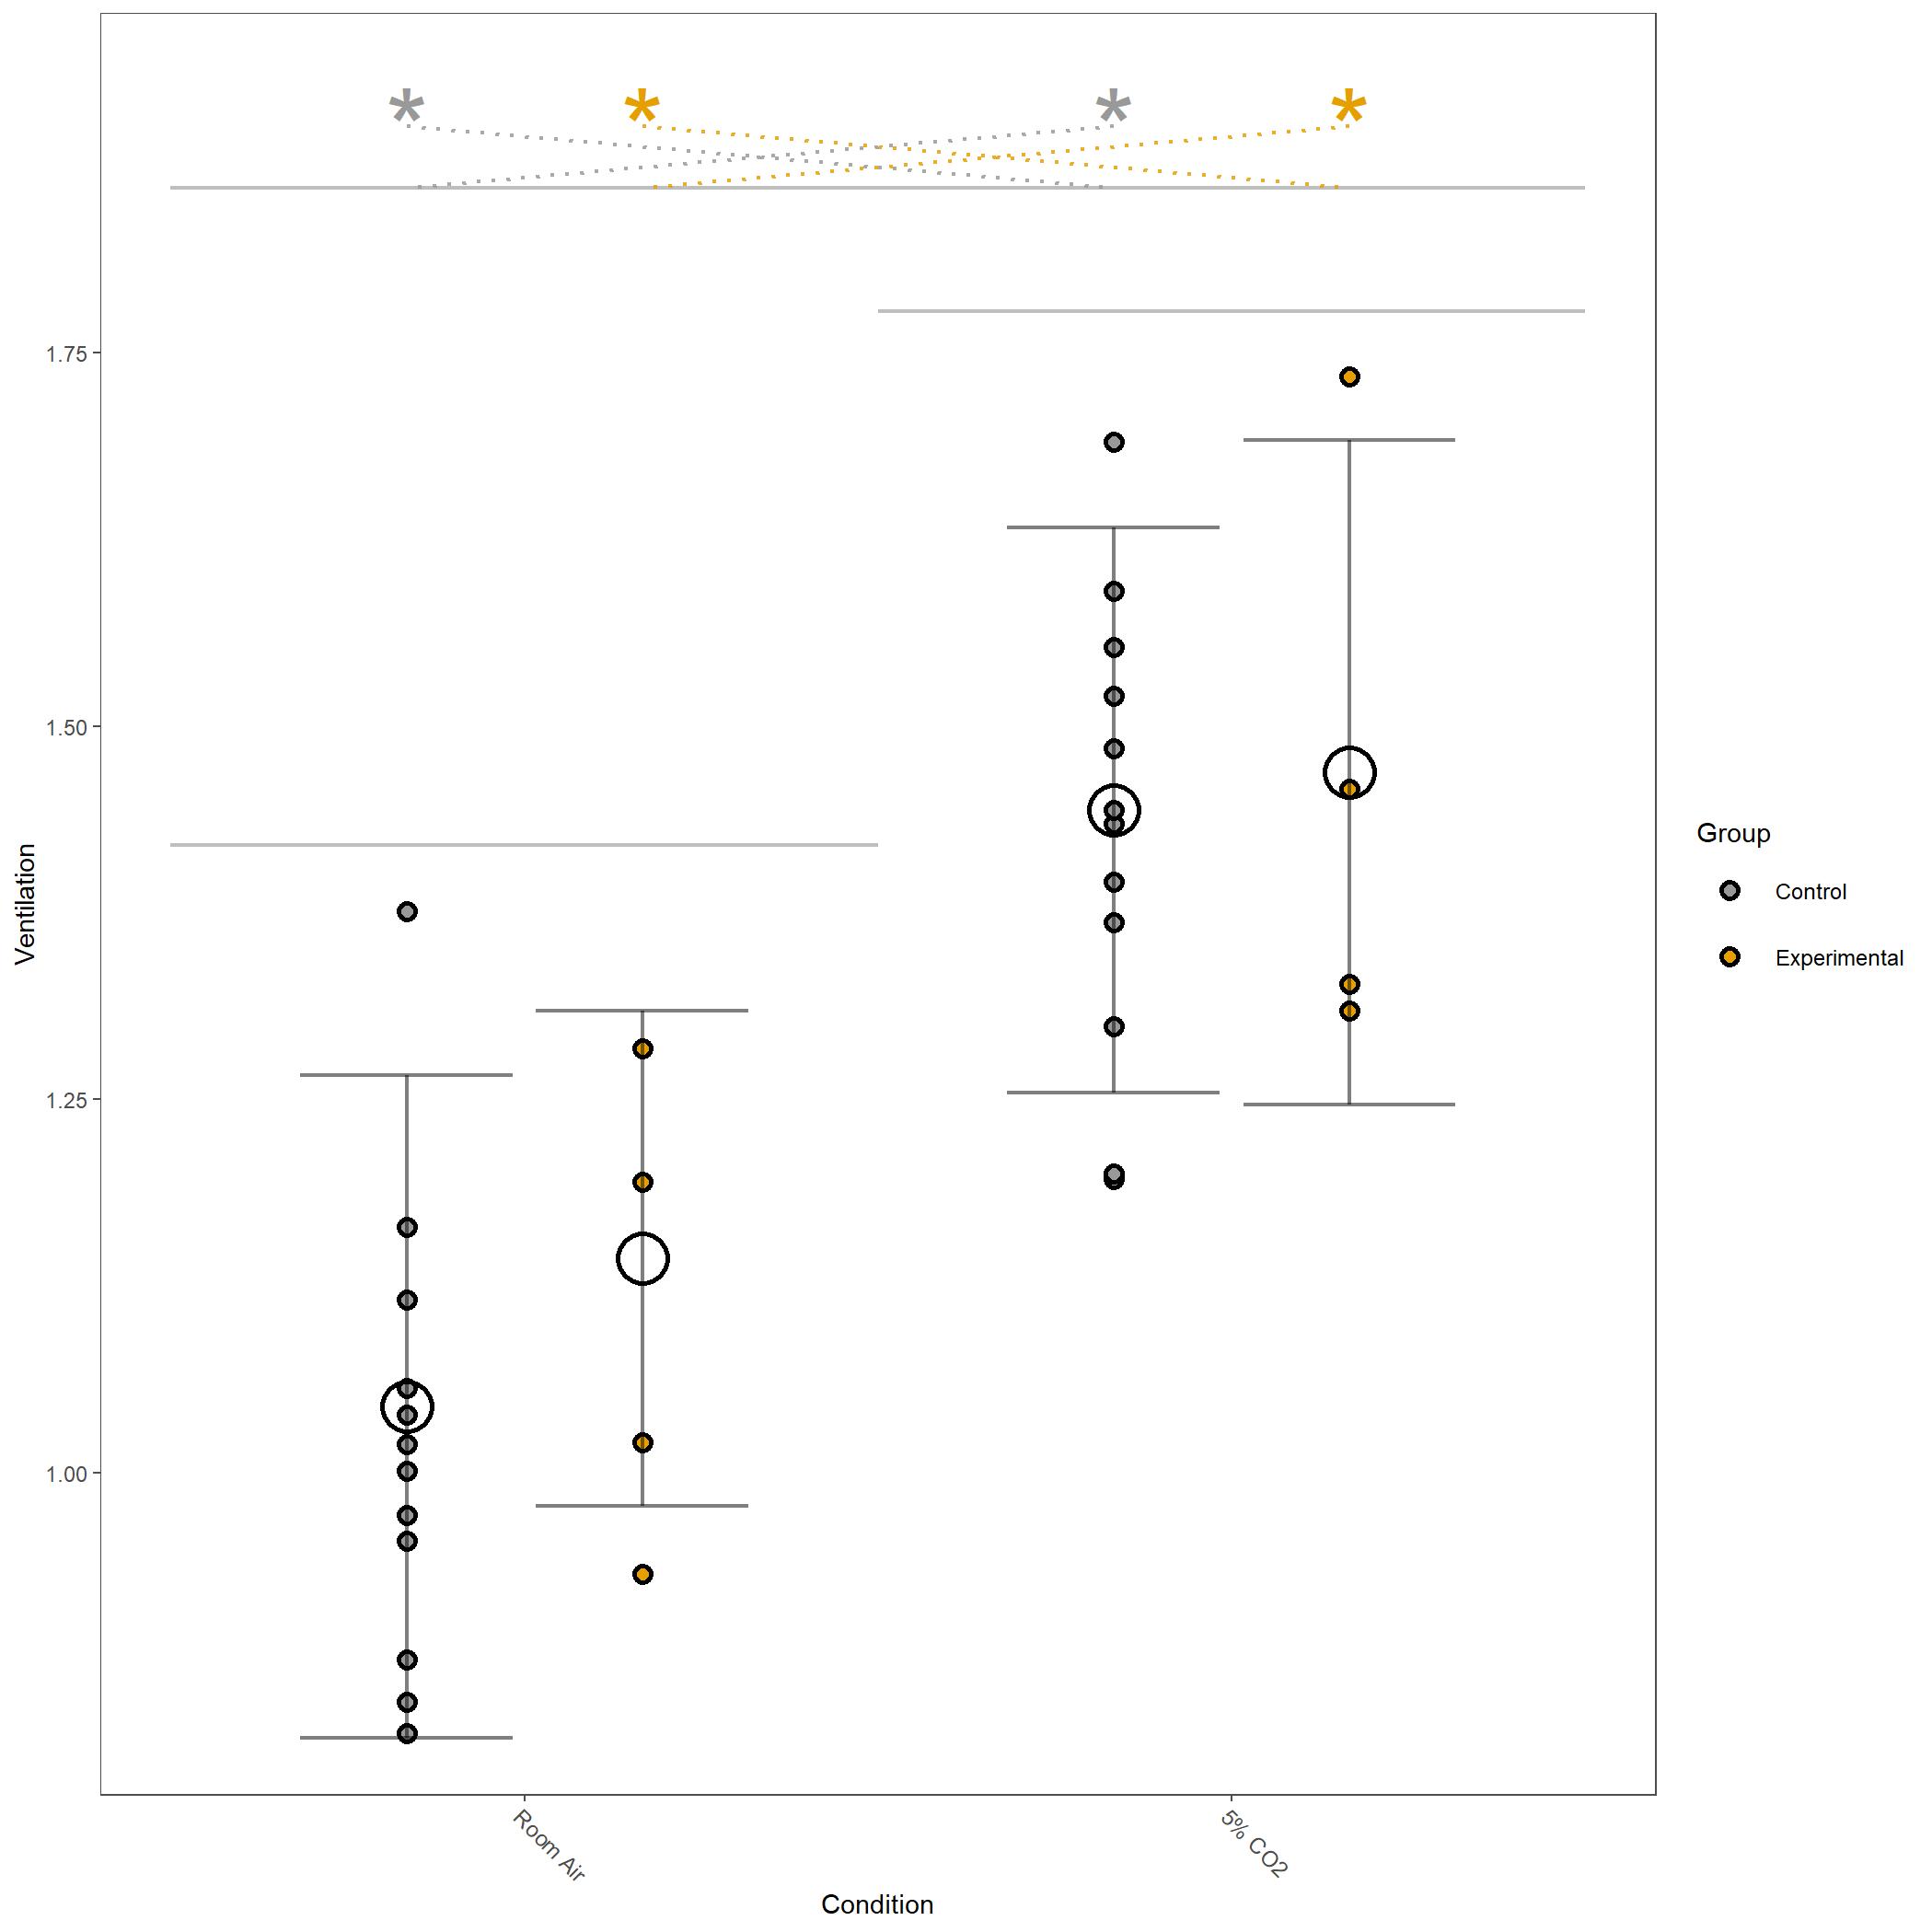 * * * *
1.75
1.50
1.25
1.00
Ventilation
Room Air
5% CO2
Condition
Group
Control
Experimental